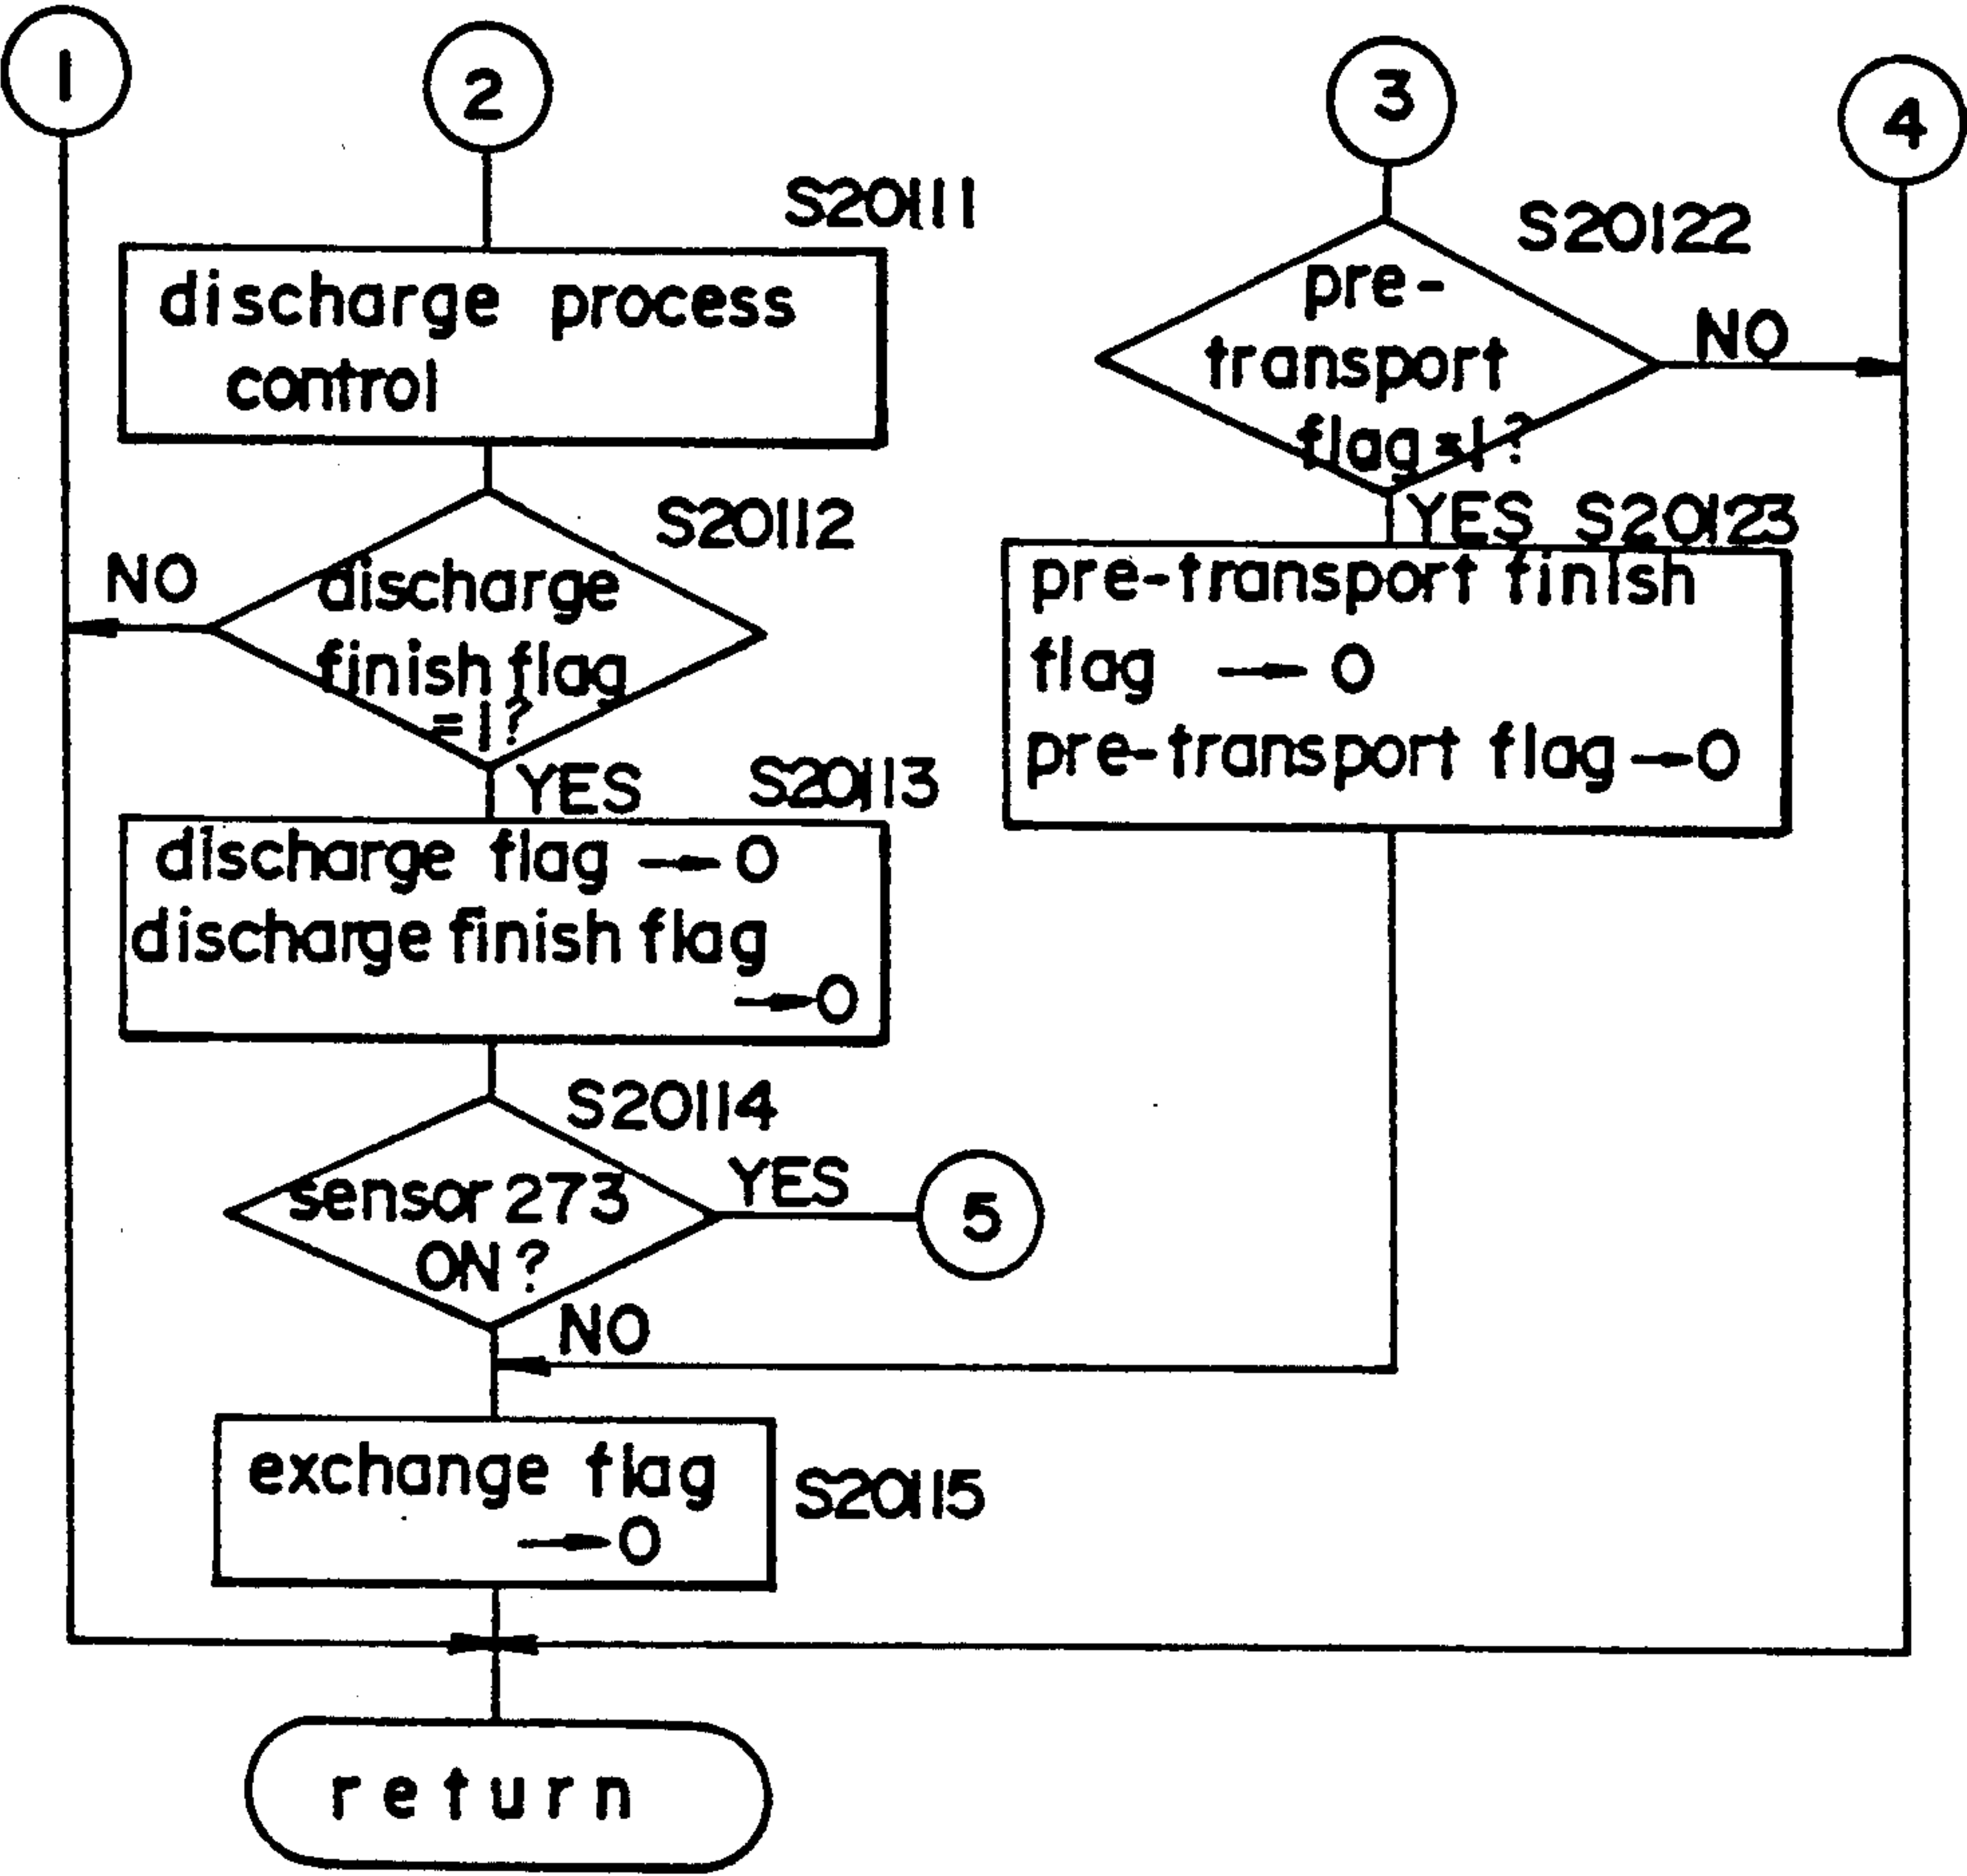 1
2
3
4
S20111
discharge process
control
S20122
pre-
transport
flag=1?
NO
YES S20123
pre-transport finish
flag → 0
pre-transport flag→0
S20112
discharge
finish flag
=1?
NO
YES
S20113
discharge flag → 0
discharge finish flag
→0
S20114
sensor 273
ON?
YES
5
NO
exchange flag
→0
S20115
return